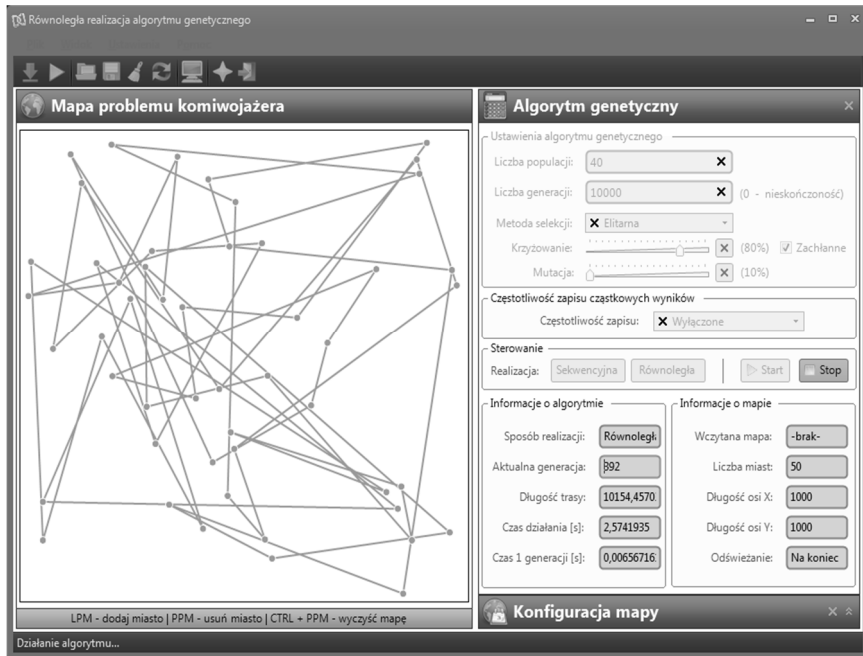 Równoległa realizacja algorytmu genetycznego
Mapa problemu komiwojażera
LPM - dodaj miasto | PPM - usuń miasto | CTRL + PPM - wyczyść mapę
Algorytm genetyczny
Ustawienia algorytmu genetycznego
Liczba populacji: 40
Liczba generacji: 10000 (0 - nieskończoność)
Metoda selekcji: Elitarna
Krzyżowanie: (80%) Zachłanne
Mutacja: (10%)
Częstotliwość zapisu cząstkowych wyników
Częstotliwość zapisu: Wyłączone
Sterowanie
Realizacja: Sekwencyjna Równoległa Start Stop
Informacje o algorytmie
Sposób realizacji: Równoległ
Aktualna generacja: 392
Długość trasy: 10154,4570
Czas działania [s]: 2,5741935
Czas 1 generacji [s]: 0,00656716
Informacje o mapie
Wczytana mapa: -brak-
Liczba miast: 50
Długość osi X: 1000
Długość osi Y: 1000
Odświeżanie: Na koniec
Konfiguracja mapy
Działanie algorytmu...